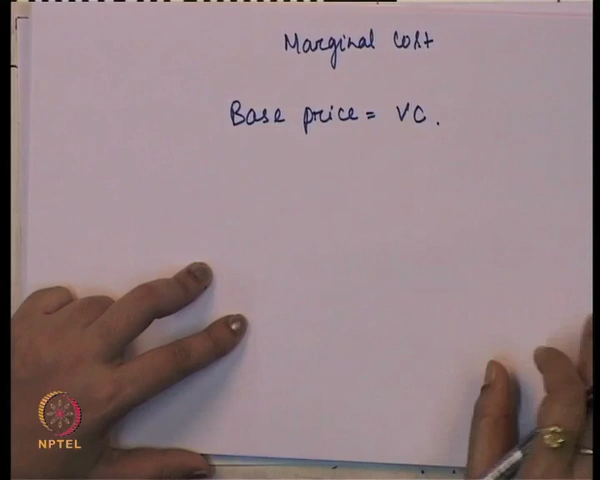 Marginal Cost
Base price = VC.
NPTEL